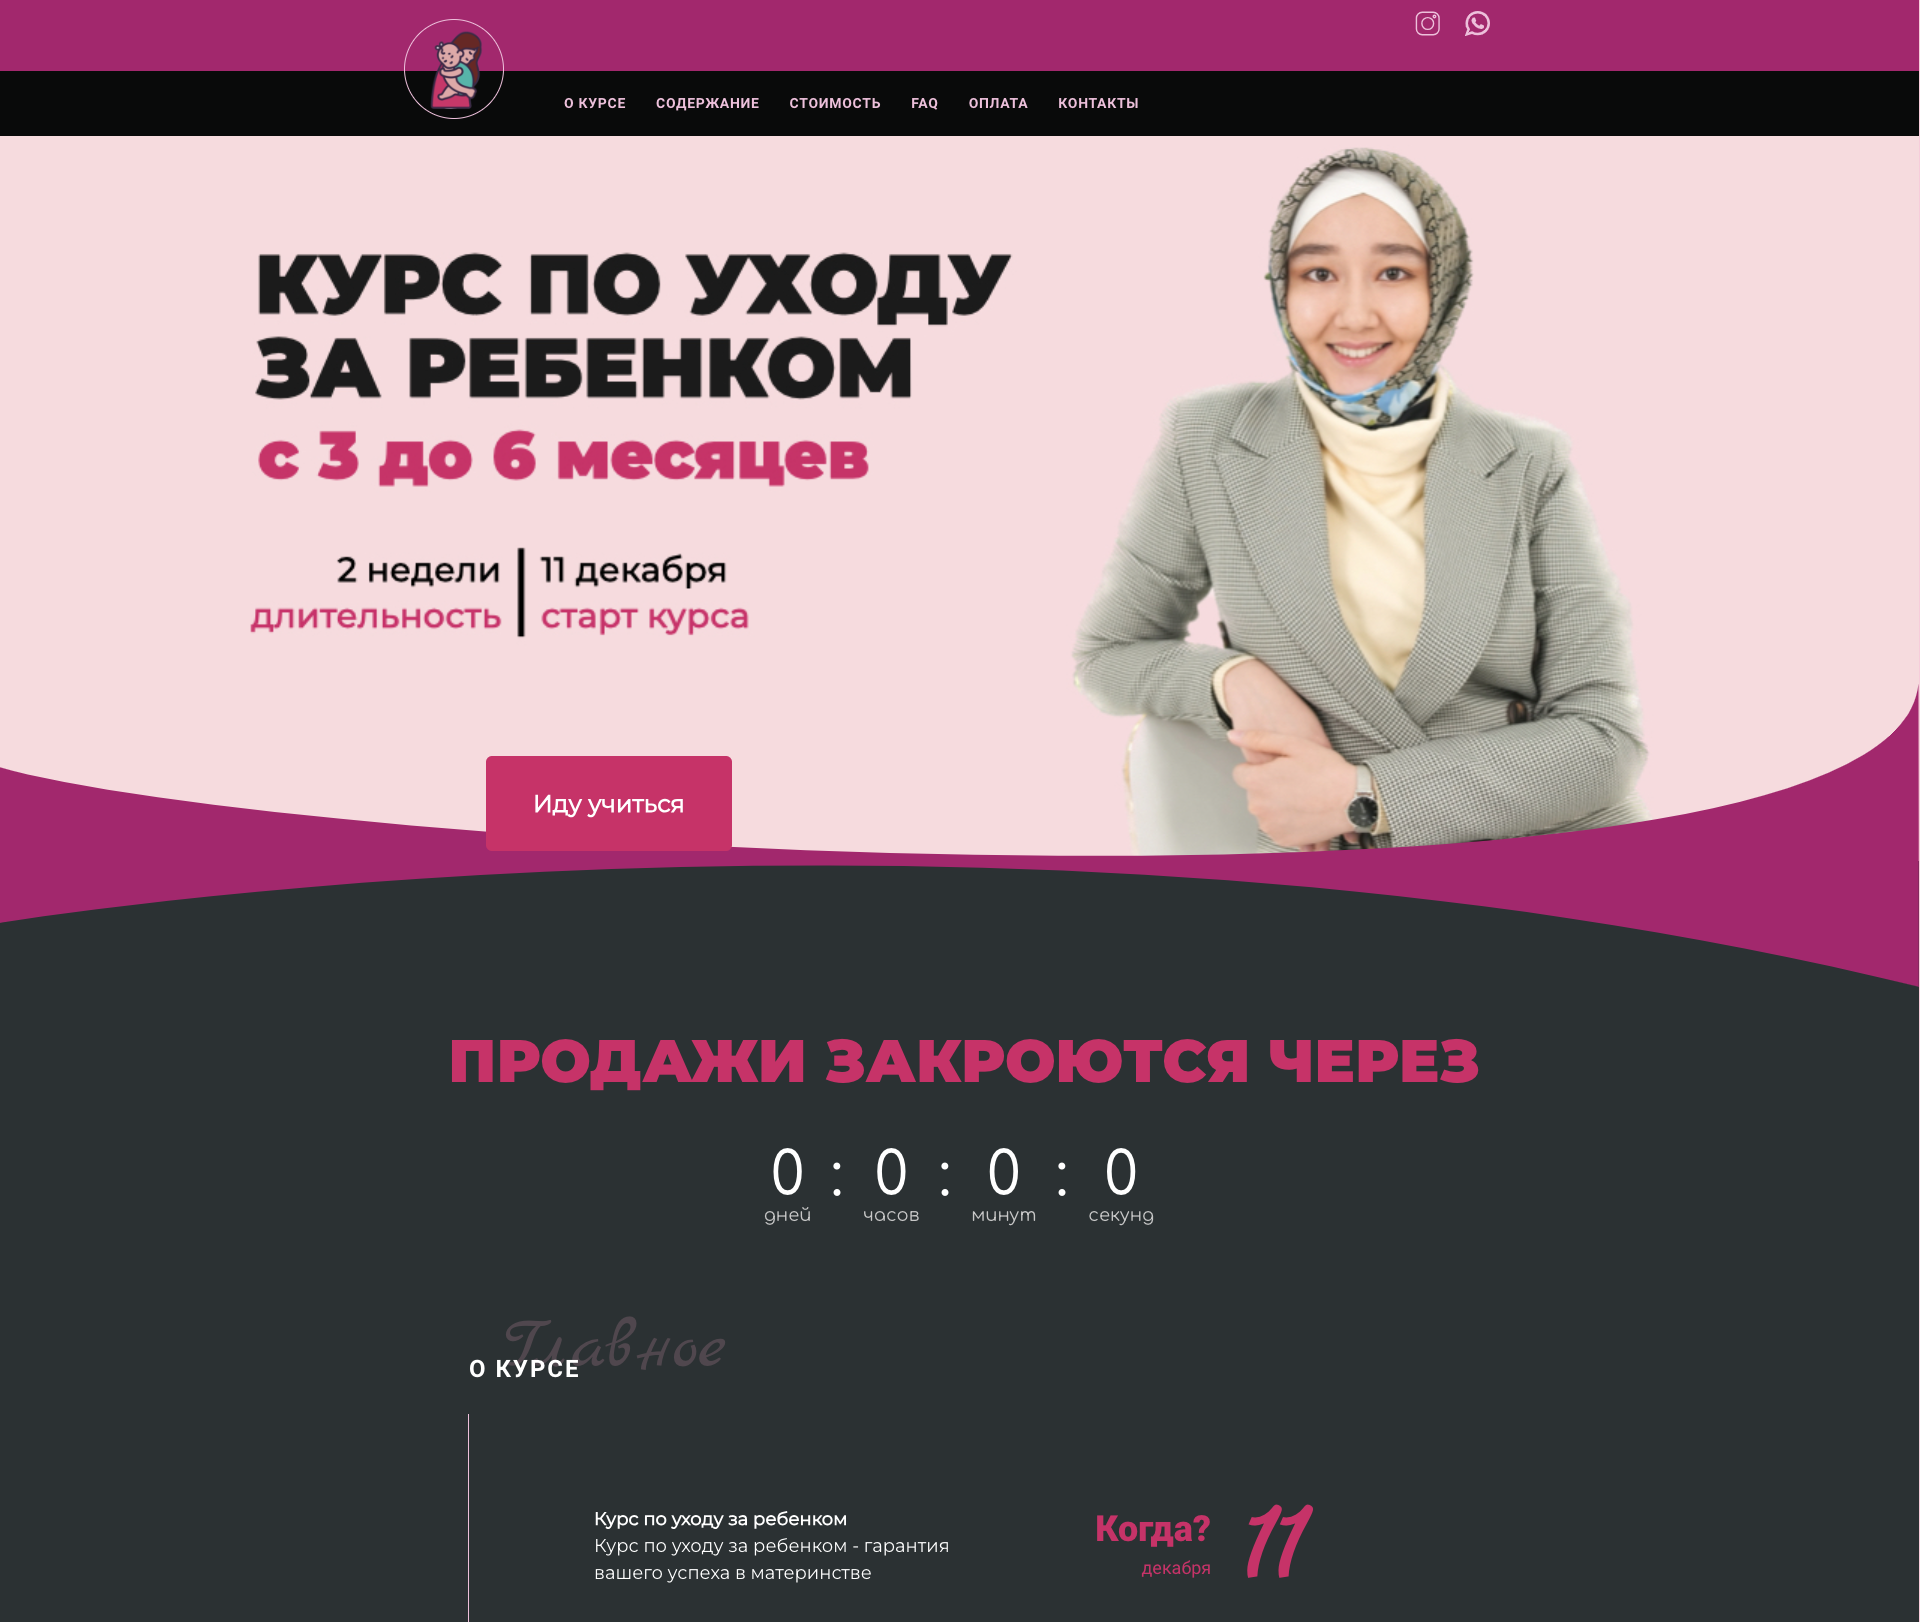 О КУРСЕ СОДЕРЖАНИЕ СТОИМОСТЬ FAQ ОПЛАТА КОНТАКТЫ
КУРС ПО УХОДУ
ЗА РЕБЕНКОМ
с 3 до 6 месяцев
2 недели
длительность
11 декабря
старт курса
Иду учиться
ПРОДАЖИ ЗАКРОЮТСЯ ЧЕРЕЗ
0 : 0 : 0 : 0
дней часов минут секунд
Главное
О КУРСЕ
Курс по уходу за ребенком
Курс по уходу за ребенком - гарантия
вашего успеха в материнстве
Когда?
декабря
11